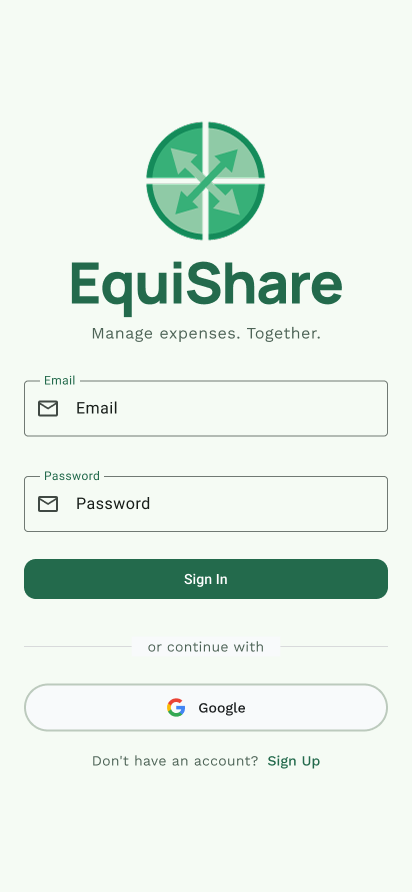 EquiShare
Manage expenses. Together.
Email
Email
Password
Password
Sign In
or continue with
Google
Don't have an account? Sign Up